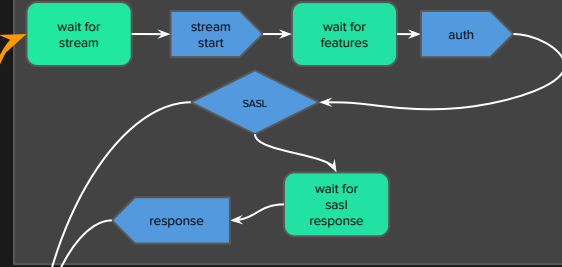 wait for
stream
stream
start
wait for
features
auth
SASL
wait for
sasl
response
response